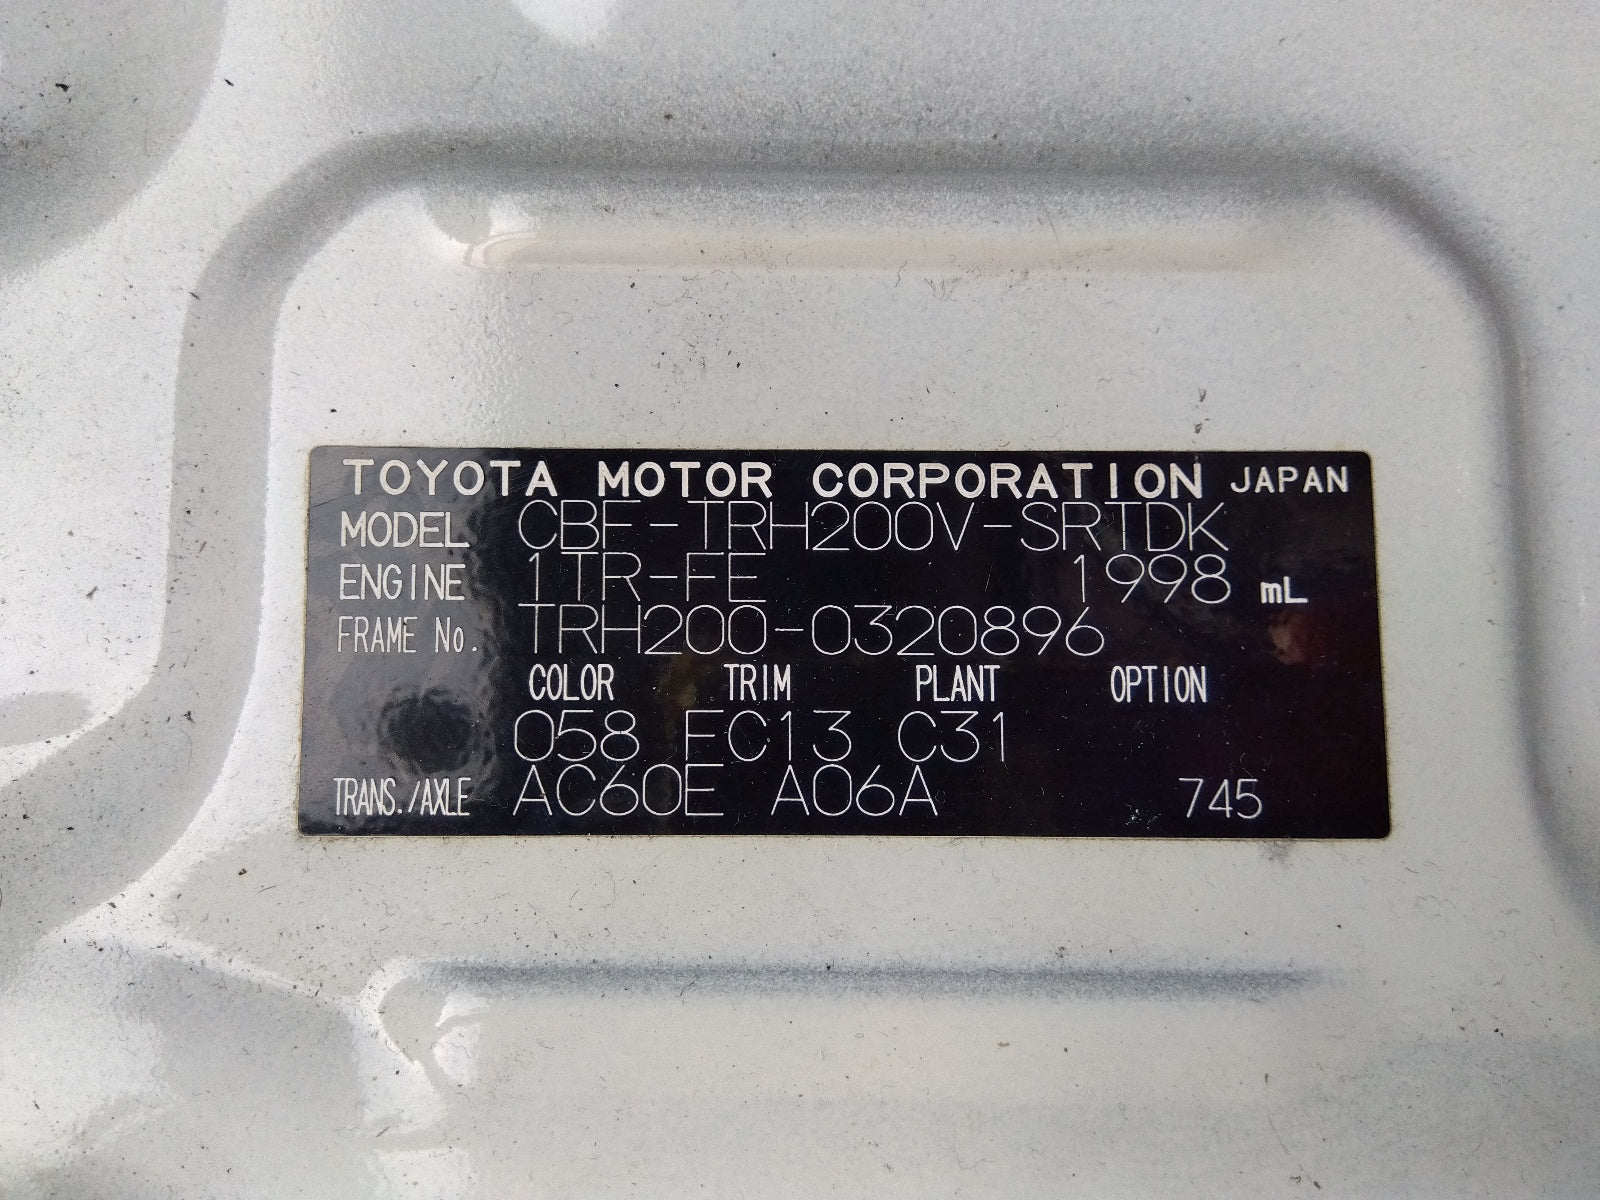 TOYOTA MOTOR CORPORATION JAPAN
MODEL CBF-TRH200V-SRTDK
ENGINE 1TR-FE 1998 mL
FRAME No. TRH200-0320896
COLOR TRIM PLANT OPTION
058 FC13 C31
TRANS./AXLE AC60E A06A 745